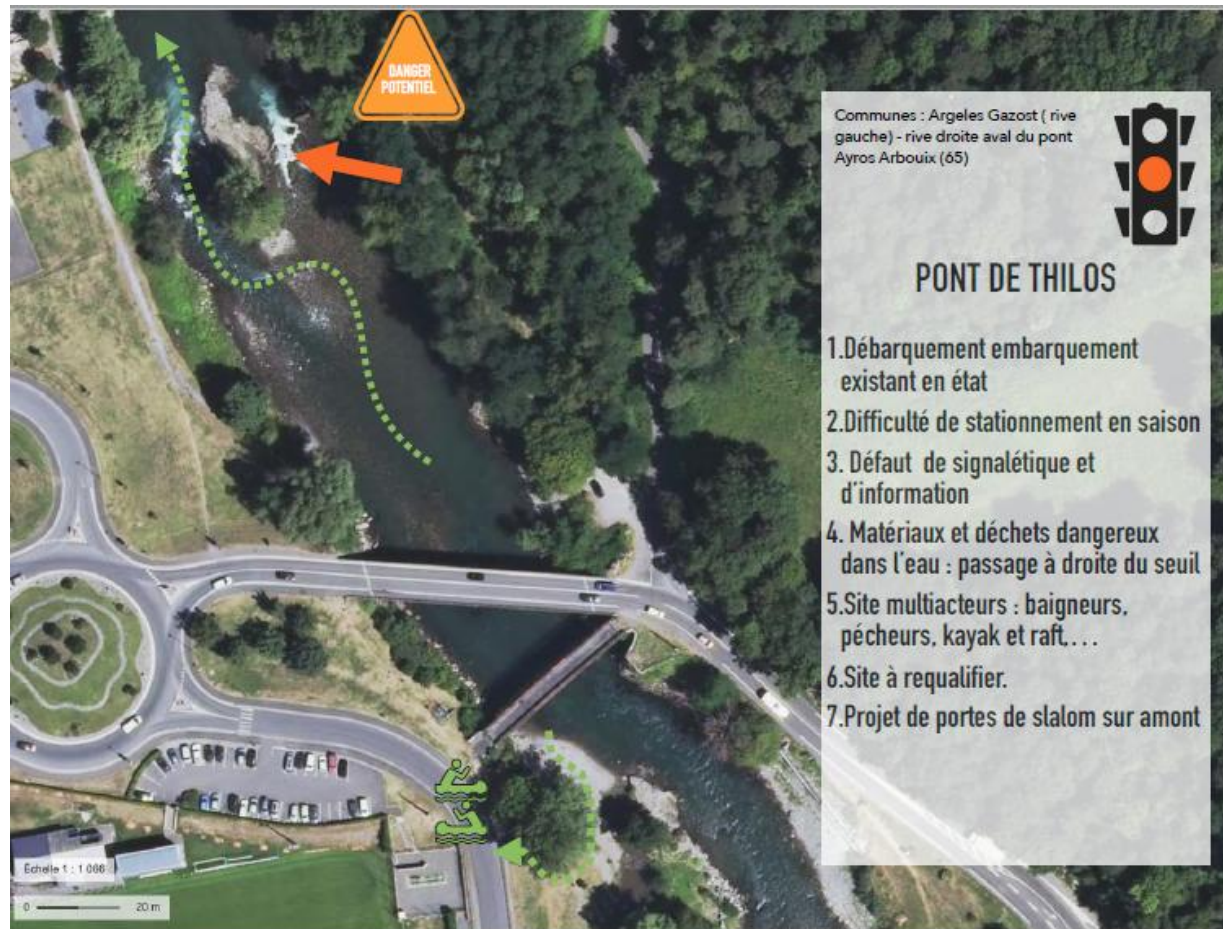 DANGER
POTENTIEL
Communes : Argeles Gazost ( rive
gauche) - rive droite aval du pont
Ayros Arbouix (65)
PONT DE THILOS
1.Débarquement embarquement
existant en état
2.Difficulté de stationnement en saison
3. Défaut de signalétique et
d'information
4. Matériaux et déchets dangereux
dans l'eau : passage à droite du seuil
5.Site multiacteurs : baigneurs,
pécheurs, kayak et raft,...
6.Site à requalifier.
7.Projet de portes de slalom sur amont
Échelle 1 : 1 066
0 20 m